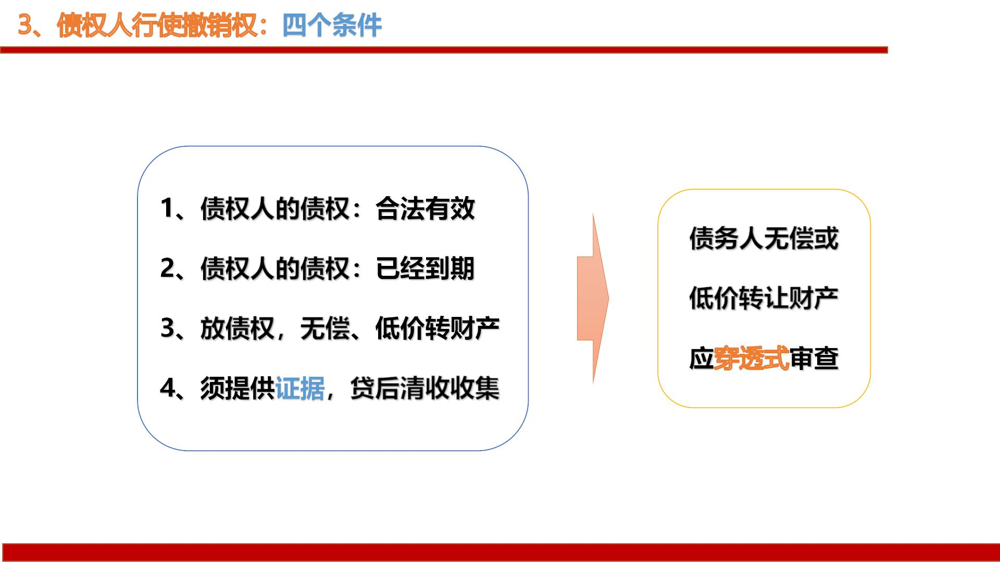 3、债权人行使撤销权：四个条件
1、债权人的债权：合法有效
2、债权人的债权：已经到期
3、放债权，无偿、低价转财产
4、须提供证据，贷后清收收集
债务人无偿或
低价转让财产
应穿透式审查